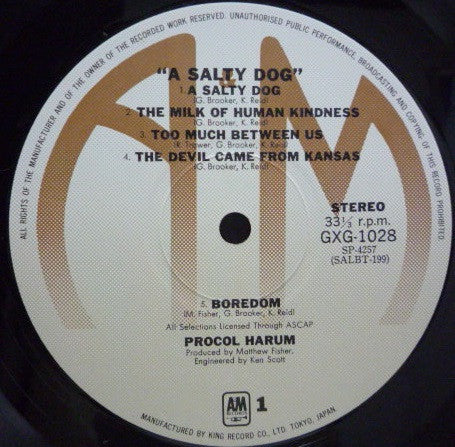 ALL RIGHTS OF THE MANUFACTURER AND OF THE OWNER OF THE RECORDED WORK RESERVED. UNAUTHORISED PUBLIC PERFORMANCE, BROADCASTING AND COPYING OF THIS RECORD PROHIBITED
"A SALTY DOG"
1. A SALTY DOG
(G. Brooker, K. Reid)
2. THE MILK OF HUMAN KINDNESS
(G. Brooker, K. Reid)
3. TOO MUCH BETWEEN US
(R. Trower, G. Brooker, K. Reid)
4. THE DEVIL CAME FROM KANSAS
(G. Brooker, K. Reid)
STEREO
33⅓ r.p.m.
GXG-1028
SP-4257
(SALBT-199)
5. BOREDOM
(M. Fisher, G. Brooker, K. Reid)
All Selections Licensed Through ASCAP
PROCOL HARUM
Produced by Matthew Fisher,
Engineered by Ken Scott
A&M
RECORDS
1
MANUFACTURED BY KING RECORD CO., LTD. TOKYO, JAPAN